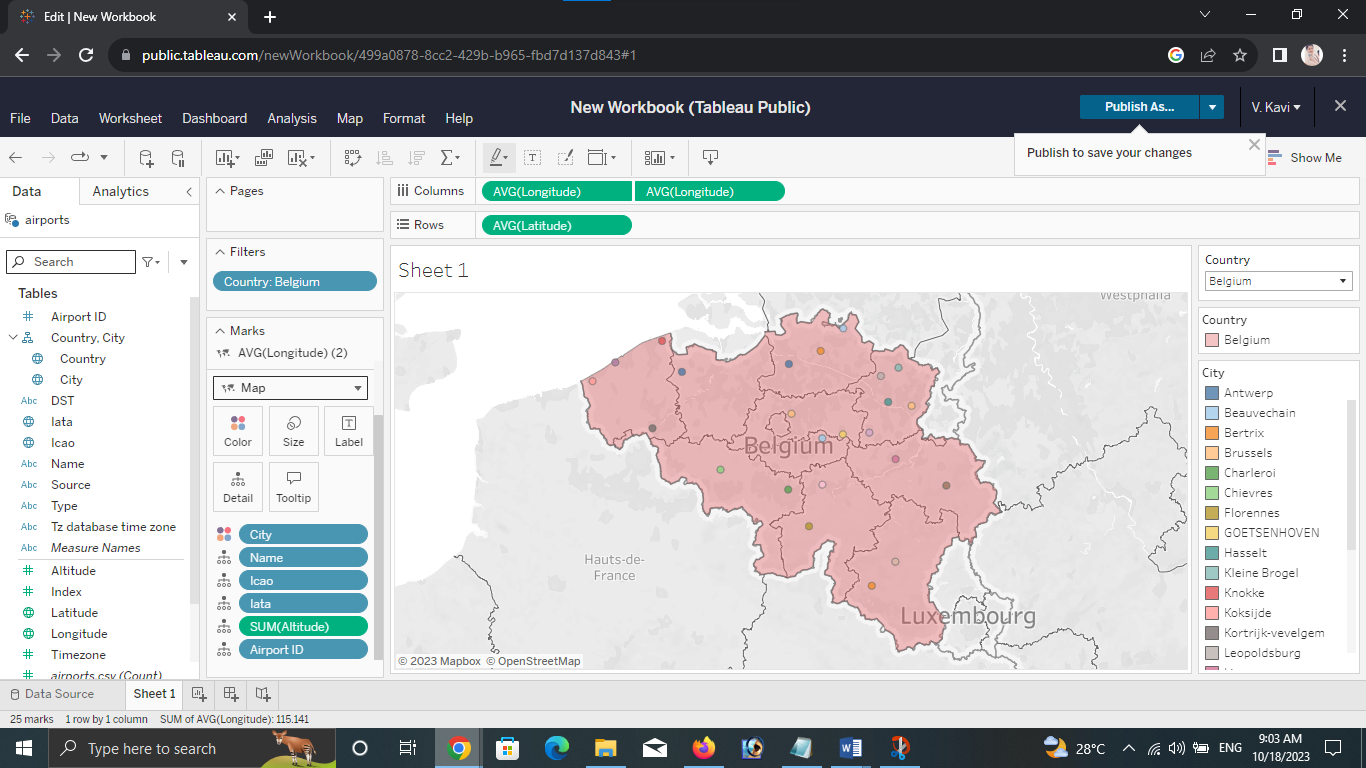 Edit | New Workbook
public.tableau.com/newWorkbook/499a0878-8cc2-429b-b965-fbd7d137d843#1
New Workbook (Tableau Public)
Publish As...
V. Kavi
File Data Worksheet Dashboard Analysis Map Format Help
Publish to save your changes
Show Me
Data Analytics
airports
Search
Tables
Airport ID
Country, City
Country
City
Abc DST
Iata
Icao
Abc Name
Abc Source
Abc Type
Abc Tz database time zone
Abc Measure Names
Altitude
Index
Latitude
Longitude
Timezone
airports.csv (Count)
Pages
Filters
Country: Belgium
Marks
AVG(Longitude) (2)
Map
Color Size Label
Detail Tooltip
City
Name
Icao
Iata
SUM(Altitude)
Airport ID
Columns AVG(Longitude) AVG(Longitude)
Rows AVG(Latitude)
Sheet 1
Westphalia
Belgium
Hauts-de-
France
Luxembourg
© 2023 Mapbox © OpenStreetMap
Country
Belgium
Country
Belgium
City
Antwerp
Beauvechain
Bertrix
Brussels
Charleroi
Chievres
Florennes
GOETSENHOVEN
Hasselt
Kleine Brogel
Knokke
Koksijde
Kortrijk-vevelgem
Leopoldsburg
Data Source Sheet 1
25 marks 1 row by 1 column SUM of AVG(Longitude): 115.141
Type here to search
28°C
ENG
9:03 AM
10/18/2023